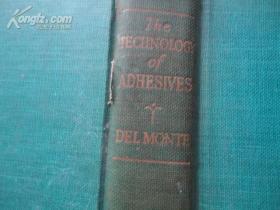 Kongfz.com
The
TECHNOLOGY
of
ADHESIVES
DEL MONTE